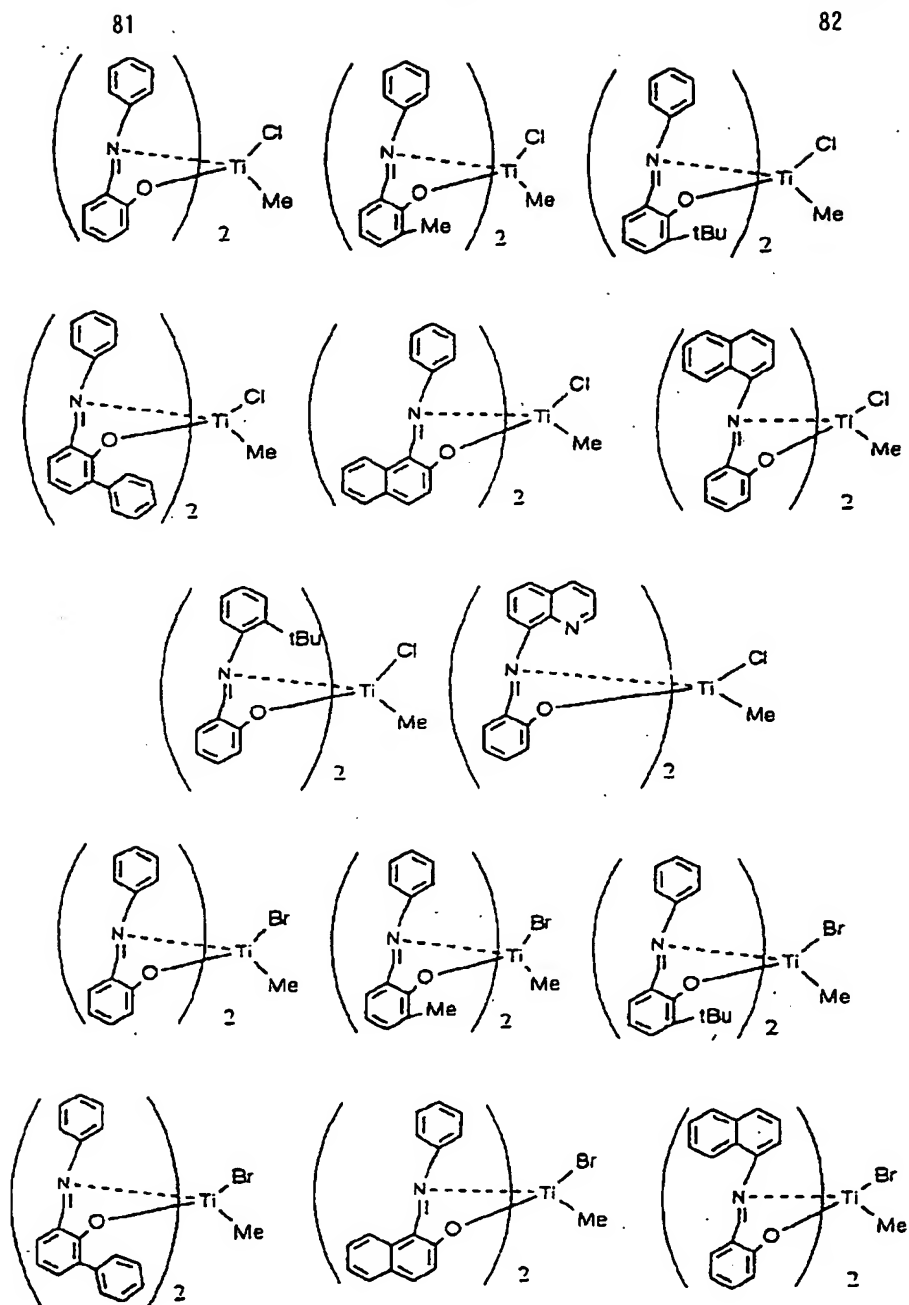 81 82
Cl Cl Cl
N Ti N Ti N Ti
O Me O Me O Me
Me tBu
2 2 2
Cl Cl Cl
N Ti N Ti N Ti
O Me O Me O Me
2 2 2
tBu N
Cl Cl
N Ti N Ti
O Me O Me
2 2
Br Br Br
N Ti N Ti N Ti
O Me O Me O Me
Me tBu
2 2 2
Br Br Br
N Ti N Ti N Ti
O Me O Me O Me
2 2 2